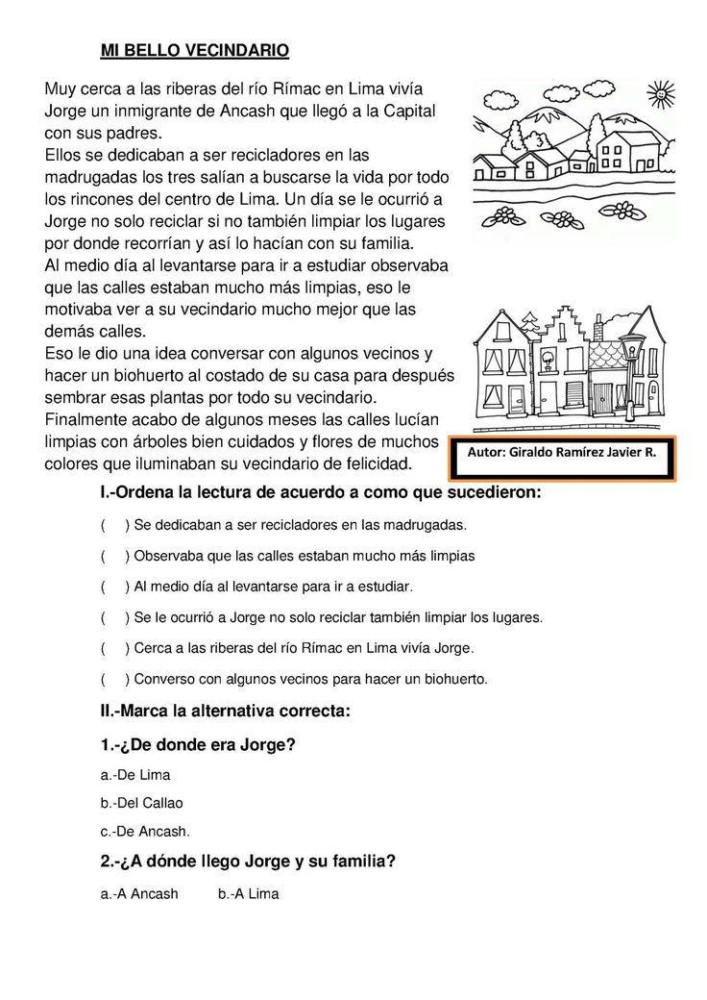 MI BELLO VECINDARIO
Muy cerca a las riberas del río Rímac en Lima vivía
Jorge un inmigrante de Ancash que llegó a la Capital
con sus padres.
Ellos se dedicaban a ser recicladores en las
madrugadas los tres salían a buscarse la vida por todo
los rincones del centro de Lima. Un día se le ocurrió a
Jorge no solo reciclar si no también limpiar los lugares
por donde recorrían y así lo hacían con su familia.
Al medio día al levantarse para ir a estudiar observaba
que las calles estaban mucho más limpias, eso le
motivaba ver a su vecindario mucho mejor que las
demás calles.
Eso le dio una idea conversar con algunos vecinos y
hacer un biohuerto al costado de su casa para después
sembrar esas plantas por todo su vecindario.
Finalmente acabo de algunos meses las calles lucían
limpias con árboles bien cuidados y flores de muchos
colores que iluminaban su vecindario de felicidad.
Autor: Giraldo Ramírez Javier R.
I.-Ordena la lectura de acuerdo a como que sucedieron:
( ) Se dedicaban a ser recicladores en las madrugadas.
( ) Observaba que las calles estaban mucho más limpias
( ) Al medio día al levantarse para ir a estudiar.
( ) Se le ocurrió a Jorge no solo reciclar también limpiar los lugares.
( ) Cerca a las riberas del río Rímac en Lima vivía Jorge.
( ) Converso con algunos vecinos para hacer un biohuerto.
II.-Marca la alternativa correcta:
1.-¿De donde era Jorge?
a.-De Lima
b.-Del Callao
c.-De Ancash.
2.-¿A dónde llego Jorge y su familia?
a.-A Ancash b.-A Lima